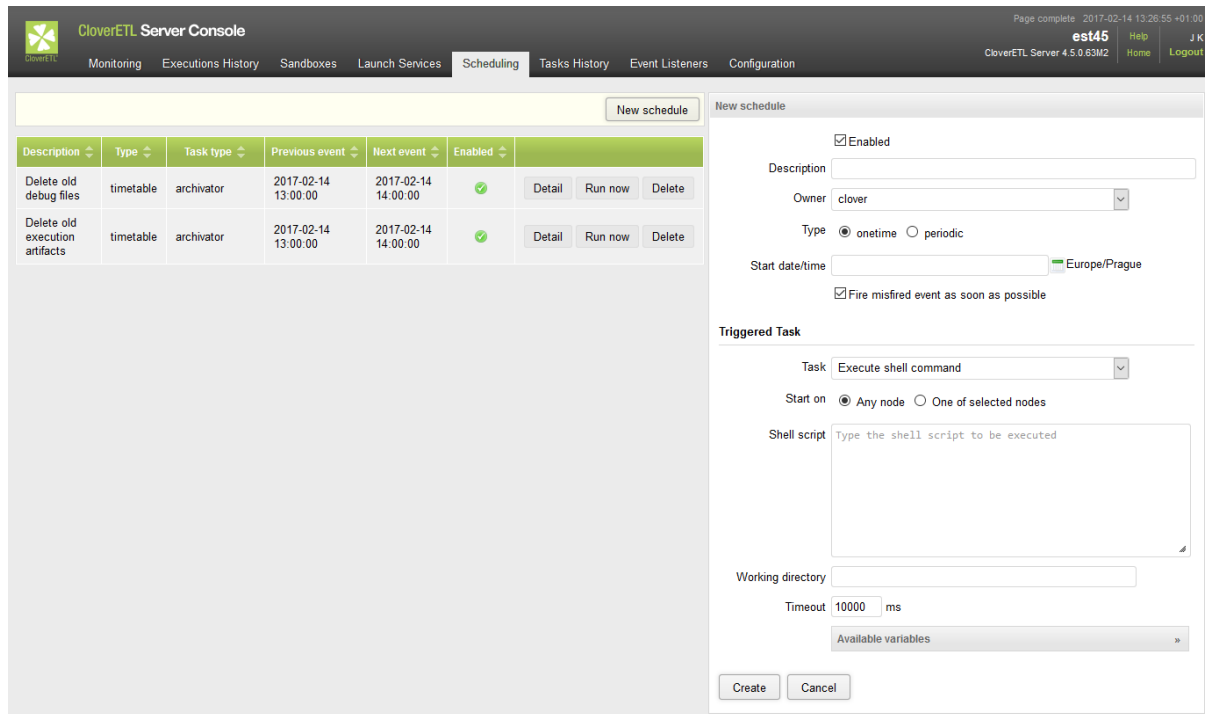 Page complete 2017-02-14 13:26:55 +01:00
CloverETL Server Console
est45 Help J K
CloverETL Server 4.5.0.63M2 Home Logout
CloverETL
Monitoring Executions History Sandboxes Launch Services Scheduling Tasks History Event Listeners Configuration
New schedule
Description Type Task type Previous event Next event Enabled
Delete old debug files timetable archivator 2017-02-14 13:00:00 2017-02-14 14:00:00 Detail Run now Delete
Delete old execution artifacts timetable archivator 2017-02-14 13:00:00 2017-02-14 14:00:00 Detail Run now Delete
New schedule
Enabled
Description
Owner clover
Type onetime periodic
Start date/time Europe/Prague
Fire misfired event as soon as possible
Triggered Task
Task Execute shell command
Start on Any node One of selected nodes
Shell script Type the shell script to be executed
Working directory
Timeout 10000 ms
Available variables »
Create Cancel